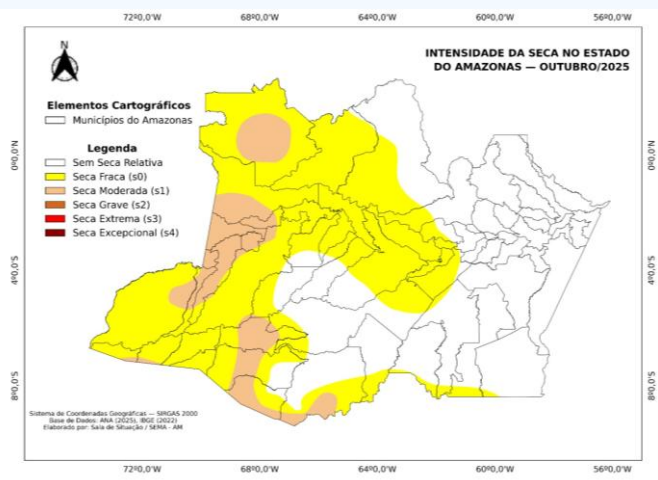 72º0,0'W 68º0,0'W 64º0,0'W 60º0,0'W 56º0,0'W
N
INTENSIDADE DA SECA NO ESTADO
DO AMAZONAS — OUTUBRO/2025
Elementos Cartográficos
Municípios do Amazonas
Legenda
Sem Seca Relativa
Seca Fraca (s0)
Seca Moderada (s1)
Seca Grave (s2)
Seca Extrema (s3)
Seca Excepcional (s4)
0º0,0'N 0º0,0'N
4º0,0'S 4º0,0'S
8º0,0'S 8º0,0'S
Sistema de Coordenadas Geográficas — SIRGAS 2000
Base de Dados: ANA (2025), IBGE (2022)
Elaborado por: Sala de Situação / SEMA - AM
72º0,0'W 68º0,0'W 64º0,0'W 60º0,0'W 56º0,0'W